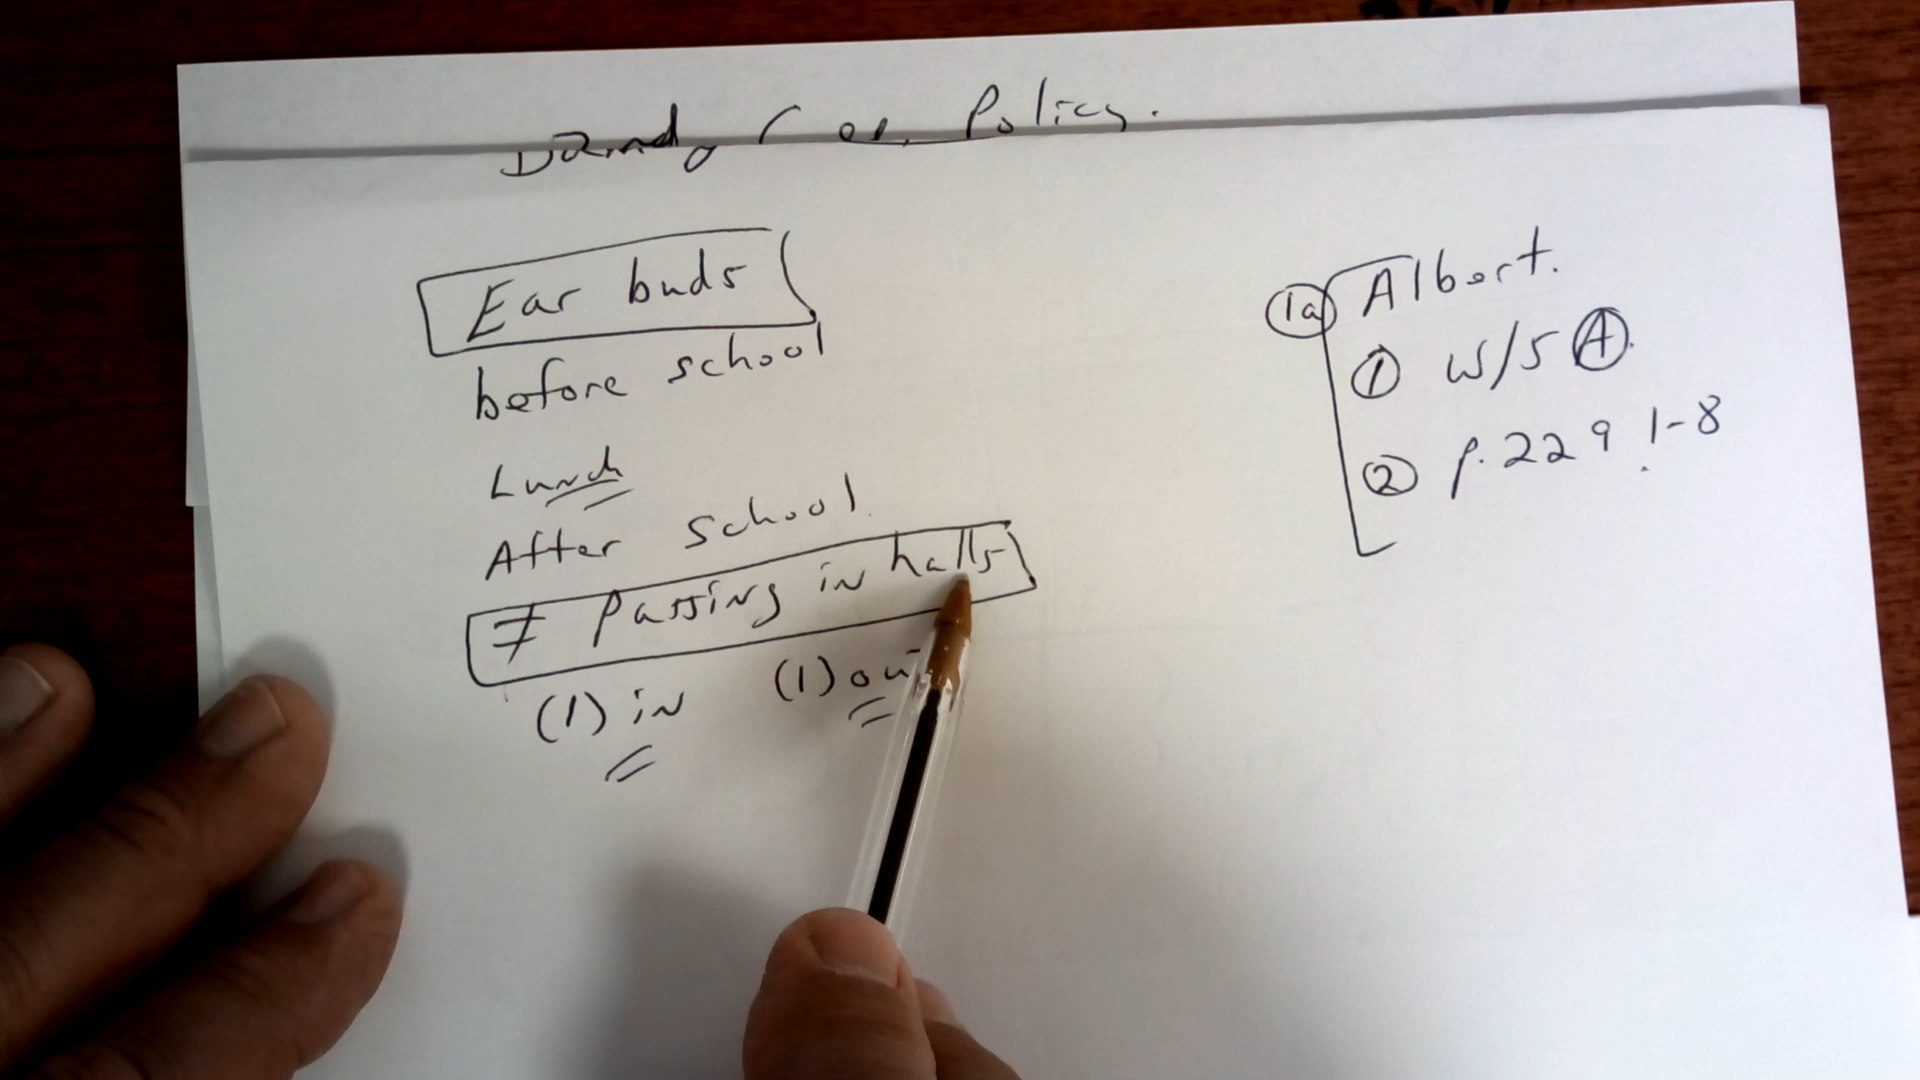 Policy.
Ear buds
before school
Lunch
After school.
≠ Passing in halls
(1) in (1) out
1a Albert.
① w/s Ⓐ.
② p. 229 1-8